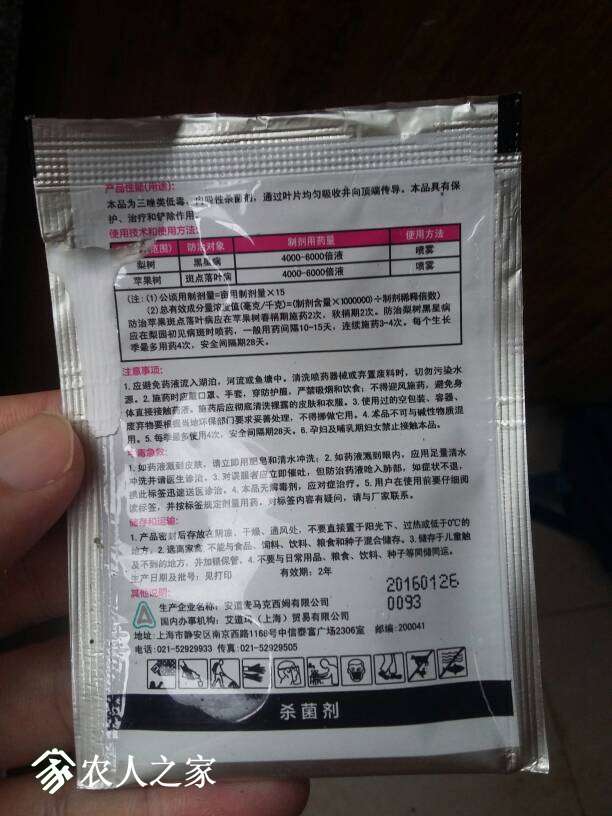 产品性能(用途):
本品为三唑类低毒，内吸性杀菌剂，通过叶片均匀吸收并向顶端传导。本品具有保
护、治疗和铲除作用。
使用技术和使用方法:
范围) 防治对象 制剂用药量 使用方法
梨树 黑星病 4000-6000倍液 喷雾
苹果树 斑点落叶病 4000-6000倍液 喷雾
(注: (1)公顷用制剂量=亩用制剂量×15
(2)总有效成分量浓度值(毫克/千克)=(制剂含量×1000000)÷制剂稀释倍数)
防治苹果斑点落叶病应在苹果树春梢期施药2次，秋梢期2次。防治梨树黑星病
应在梨园初见病斑时喷药，一般用药间隔10-15天，连续施药3-4次。每个生长
季最多用药4次，安全间隔期28天。
注意事项:
1.应避免药液流入湖泊，河流或鱼塘中。清洗喷药器械或弃置废料时，切勿污染水
源。2.施药时应戴口罩、手套，穿防护服，严禁吸烟和饮食；不得迎风施药，避免身
体直接接触药液。施药后应彻底清洗裸露的皮肤和衣服。3.使用过的空包装、容器、
废弃物要根据当地环保部门要求妥善处理，不得挪做它用。4.本品不可与碱性物质混
用。5.每季最多使用4次，安全间隔期28天。6.孕妇及哺乳期妇女禁止接触本品。
中毒急救:
1.如药液溅到皮肤，请立即用肥皂和清水冲洗；2.如药液溅到眼内，应用足量清水
冲洗并请医生诊治。3.对误服者应立即催吐，但防治药液呛入肺部，如症状不退，
携此标签迅速送医诊治。4.本品无解毒剂，应对症治疗。5.用户在使用前要仔细阅
读标签，并按标签规定剂量用药，对标签内容有疑问，请与厂家联系。
储存和运输:
1.产品密封后存放在阴凉，干燥、通风处，不要直接置于阳光下、过热或低于0℃的
地方。2.远离家禽,不能与食品、饲料、饮料、粮食和种子混合储存。3.储存于儿童触
及不到的地方，并加锁保管。4.不要与日常用品、粮食、饮料、种子等同储同运。
生产日期及批号: 见打印 有效期: 2年
20160126
0093
其他说明:
生产企业名称: 安道麦马克西姆有限公司
国内办事机构: 艾道 (上海) 贸易有限公司
地址: 上海市静安区南京西路1168号中信泰富广场2306室 邮编: 200041
电话: 021-52929933 传真: 021-52929505
杀菌剂
农人之家